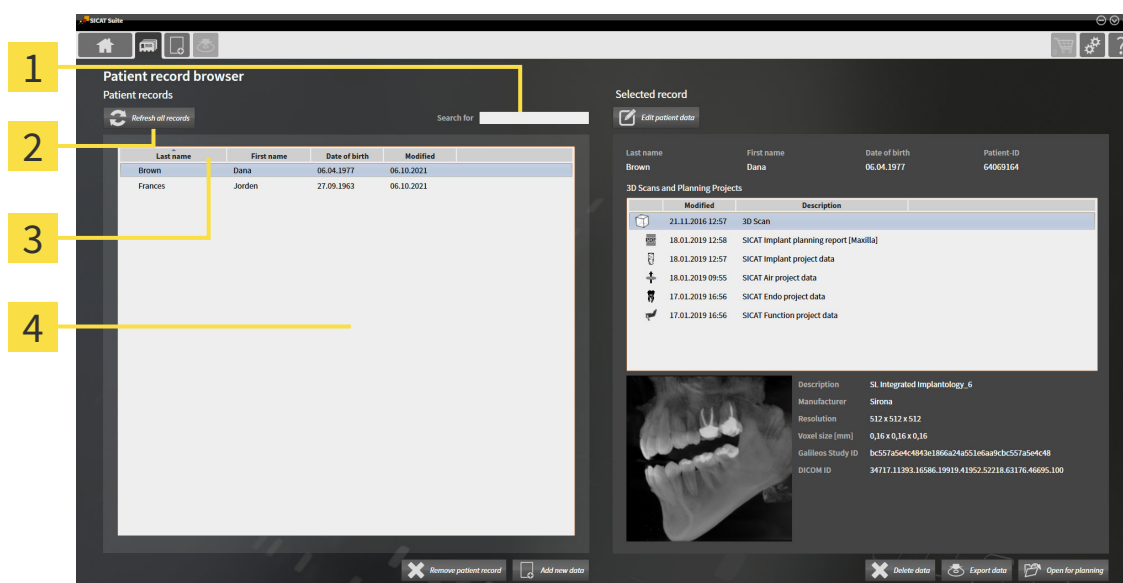 SICAT Suite
1
Patient record browser
Patient records
Selected record
Refresh all records
Search for
Edit patient data
2
Last name First name Date of birth Modified
Brown Dana 06.04.1977 06.10.2021
Frances Jorden 27.09.1963 06.10.2021
3
4
Last name First name Date of birth Patient-ID
Brown Dana 06.04.1977 64069164
3D Scans and Planning Projects
Modified Description
21.11.2016 12:57 3D Scan
PDF 18.01.2019 12:58 SICAT Implant planning report [Maxilla]
18.01.2019 12:57 SICAT Implant project data
18.01.2019 09:55 SICAT Air project data
17.01.2019 16:56 SICAT Endo project data
17.01.2019 16:56 SICAT Function project data
Description SL Integrated Implantology_6
Manufacturer Sirona
Resolution 512 x 512 x 512
Voxel size [mm] 0,16 x 0,16 x 0,16
Galileos Study ID bc557a5e4c4843e1866a24a551e6aa9cbc557a5e4c48
DICOM ID 34717.11393.16586.19919.41952.52218.63176.46695.100
Remove patient record Add new data
Delete data Export data Open for planning